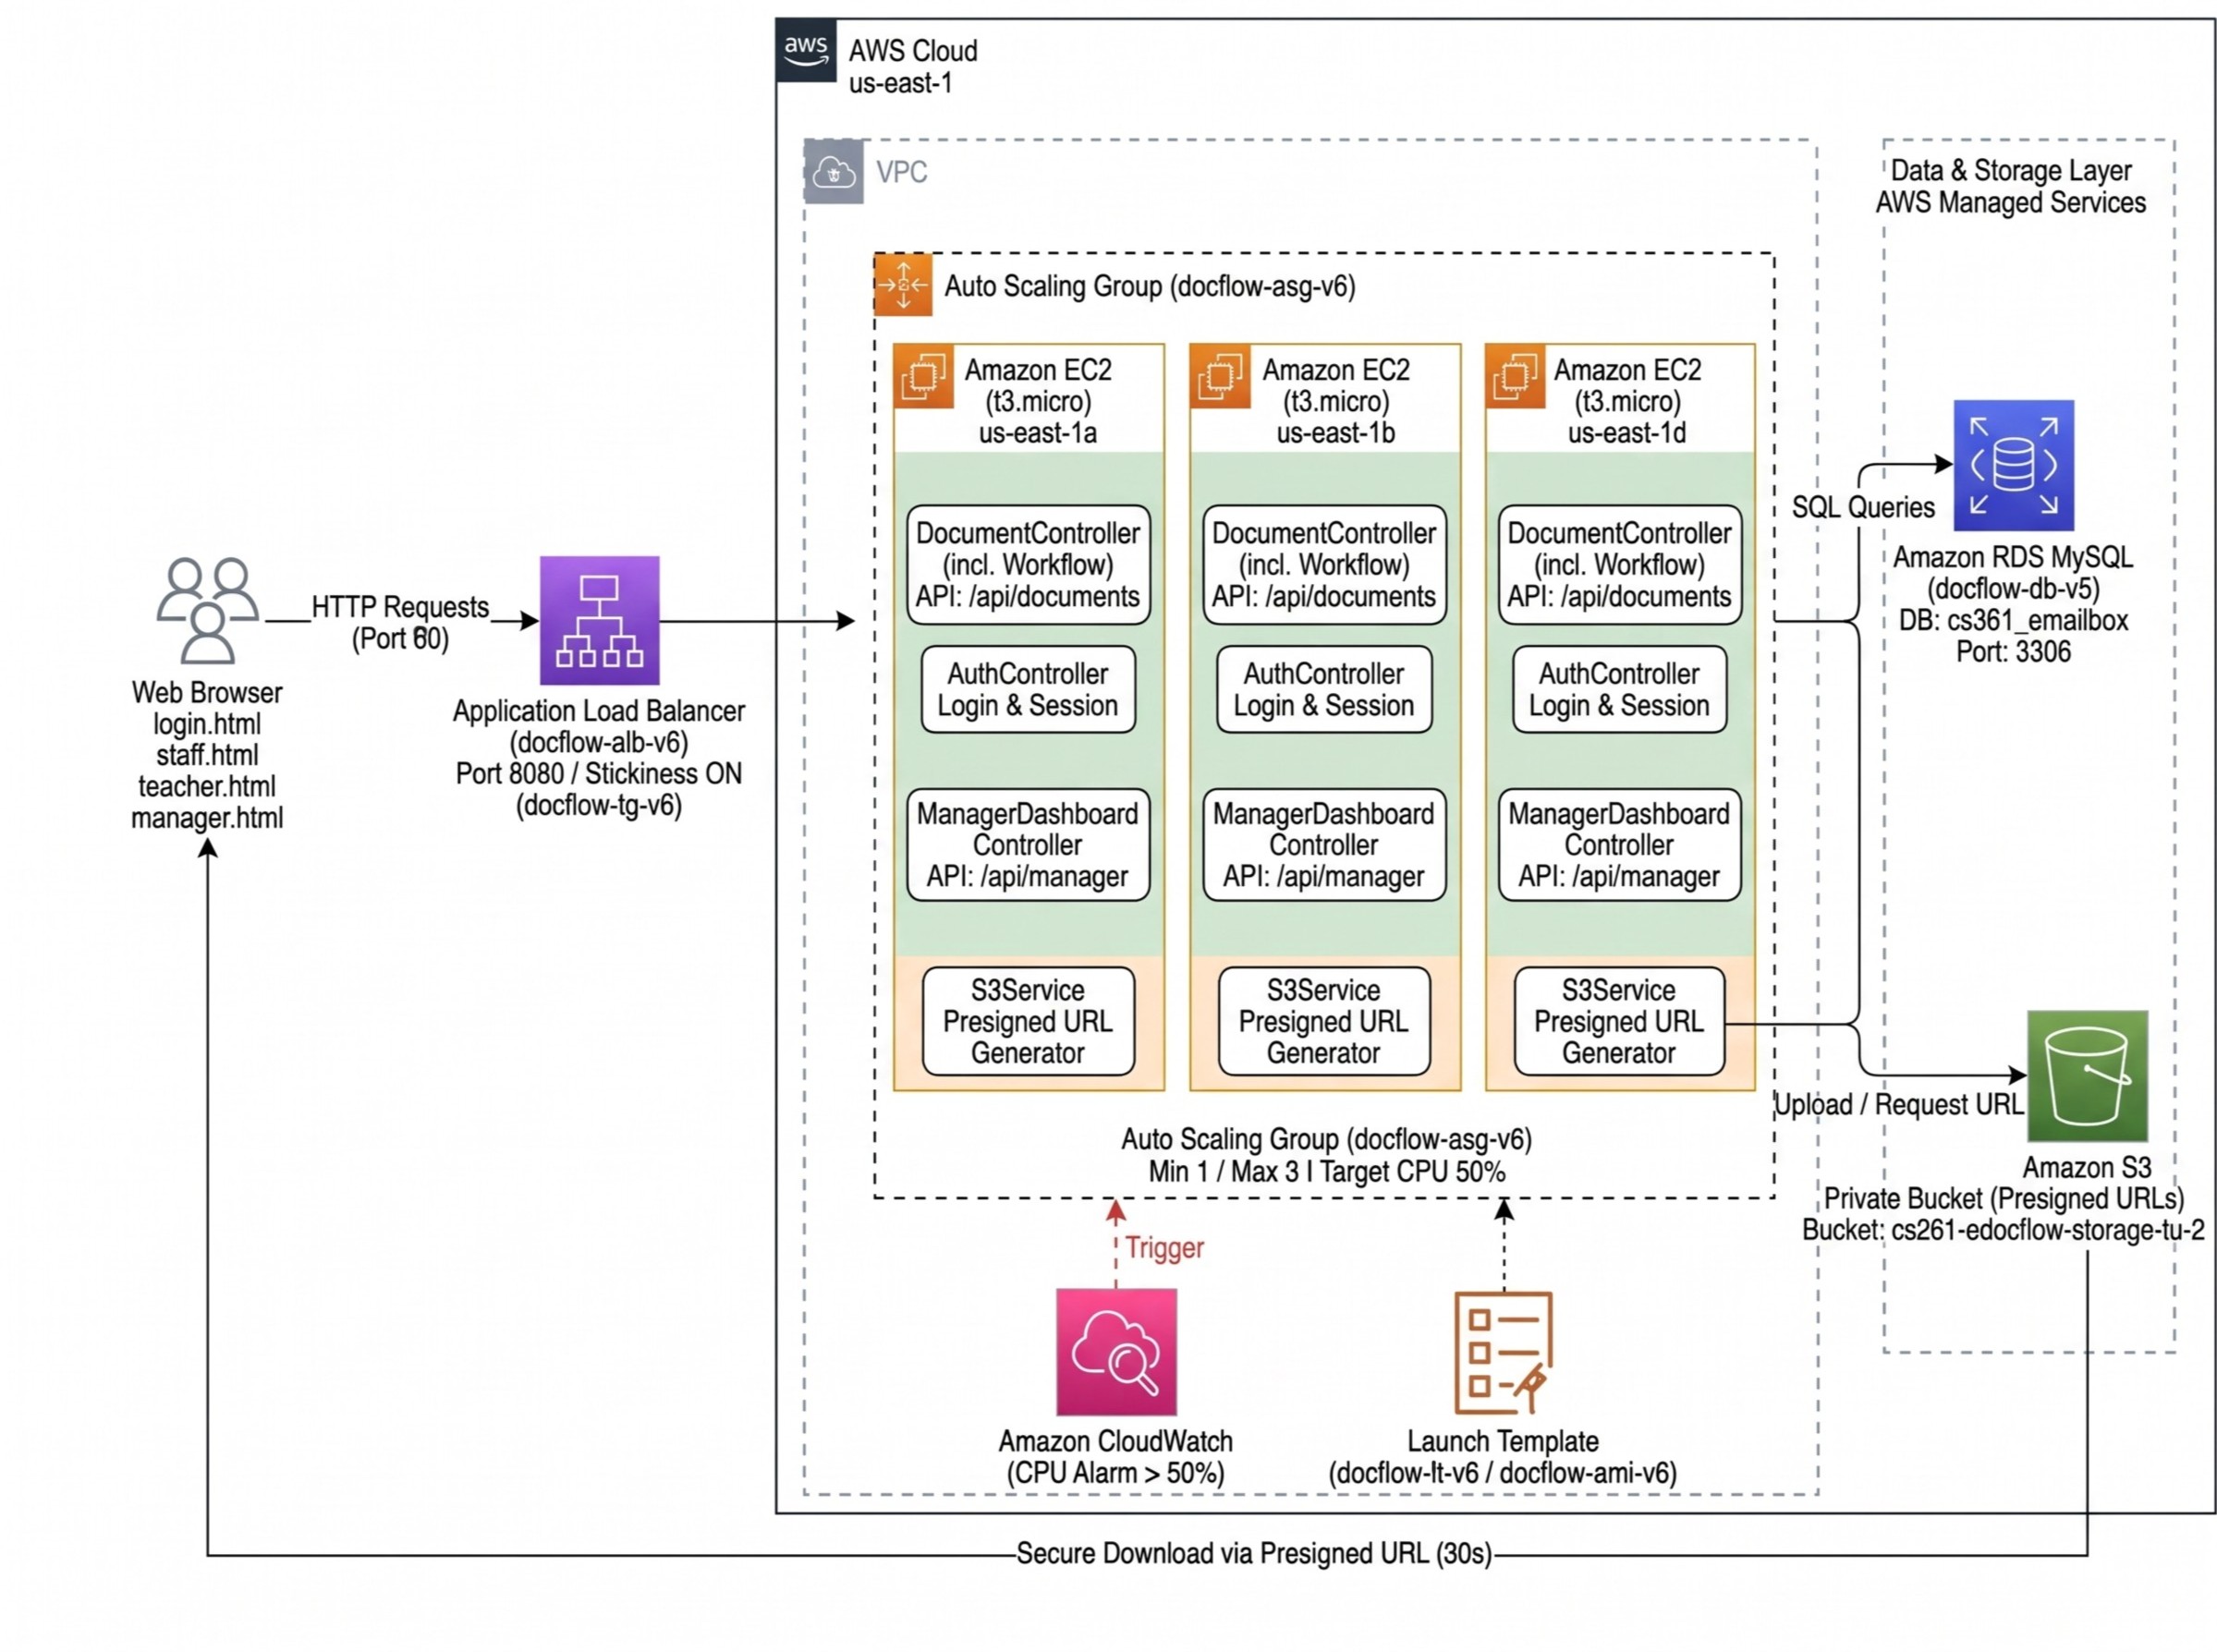 aws
AWS Cloud
us-east-1
VPC
Data & Storage Layer
AWS Managed Services
Auto Scaling Group (docflow-asg-v6)
Amazon EC2
(t3.micro)
us-east-1a
Amazon EC2
(t3.micro)
us-east-1b
Amazon EC2
(t3.micro)
us-east-1d
DocumentController
(incl. Workflow)
API: /api/documents
DocumentController
(incl. Workflow)
API: /api/documents
DocumentController
(incl. Workflow)
API: /api/documents
AuthController
Login & Session
AuthController
Login & Session
AuthController
Login & Session
ManagerDashboard
Controller
API: /api/manager
ManagerDashboard
Controller
API: /api/manager
ManagerDashboard
Controller
API: /api/manager
S3Service
Presigned URL
Generator
S3Service
Presigned URL
Generator
S3Service
Presigned URL
Generator
Auto Scaling Group (docflow-asg-v6)
Min 1 / Max 3 I Target CPU 50%
HTTP Requests
(Port
Web Browser
login.html
staff.html
teacher.html
manager.html
Application Load Balancer
(docflow-alb-v6)
Port 8080 / Stickiness ON
(docflow-tg-v6)
SQL Queries
Amazon RDS MySQL
(docflow-db-v5)
DB: cs361_emailbox
Port: 3306
Upload / Request URL
Amazon S3
Private Bucket (Presigned URLs)
Bucket: cs261-edocflow-storage-tu-2
Trigger
Amazon CloudWatch
(CPU Alarm > 50%)
Launch Template
(docflow-lt-v6 / docflow-ami-v6)
Secure Download via Presigned URL (30s)